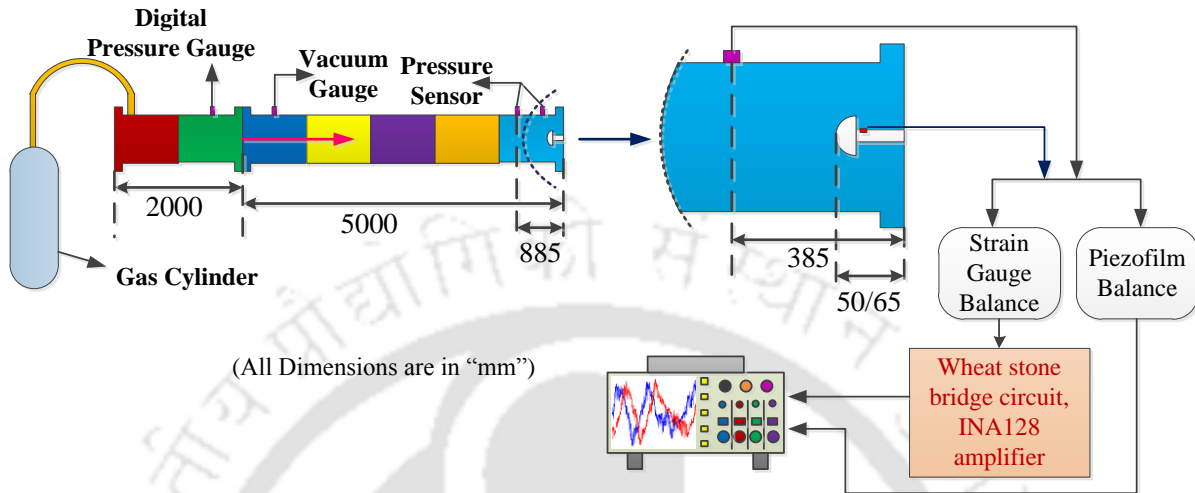 Digital
Pressure Gauge
Vacuum
Gauge
Pressure
Sensor
2000
5000
885
Gas Cylinder
385
50/65
Strain
Gauge
Balance
Piezofilm
Balance
(All Dimensions are in “mm”)
Wheat stone
bridge circuit,
INA128
amplifier